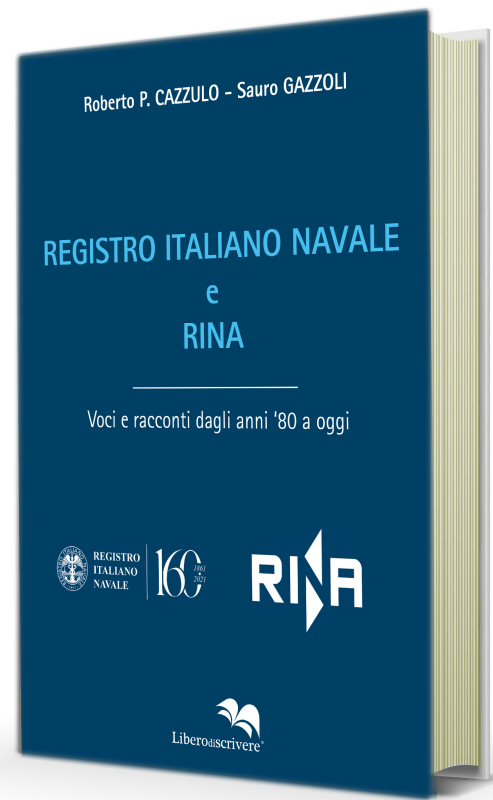 Roberto P. CAZZULO – Sauro GAZZOLI
REGISTRO ITALIANO NAVALE
e
RINA
Voci e racconti dagli anni '80 a oggi
REGISTRO
ITALIANO
NAVALE
160
1861
2021
RINA
Liberodiscrivere®